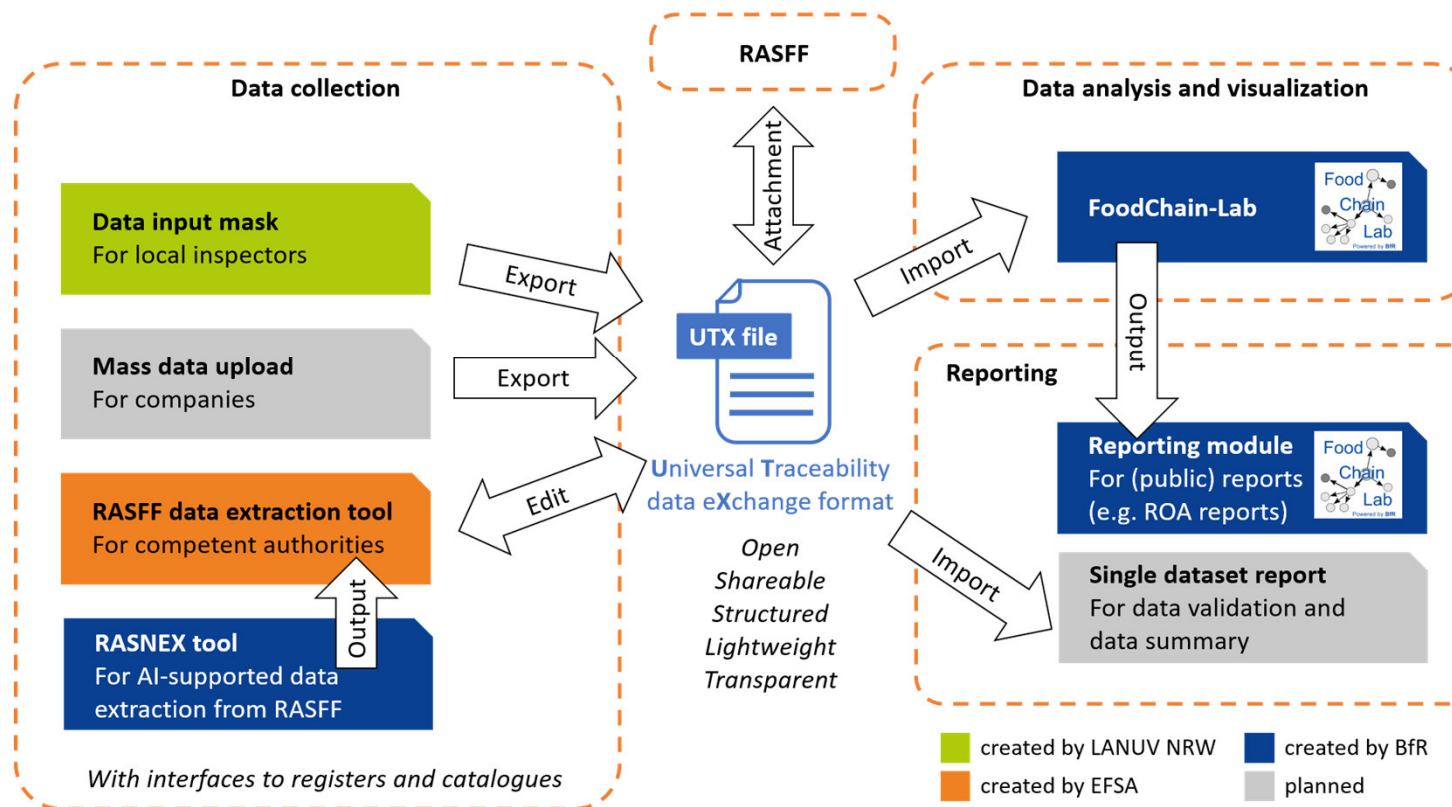 RASFF
Data collection
Data input mask
For local inspectors
Mass data upload
For companies
RASFF data extraction tool
For competent authorities
Output
RASNEX tool
For AI-supported data
extraction from RASFF
With interfaces to registers and catalogues
Export
Export
Edit
Attachment
UTX file
Universal Traceability
data eXchange format
Open
Shareable
Structured
Lightweight
Transparent
Import
Import
Data analysis and visualization
FoodChain-Lab
Food
Chain
Lab
Powered by BfR
Output
Reporting
Reporting module
For (public) reports
(e.g. ROA reports)
Food
Chain
Lab
Powered by BfR
Single dataset report
For data validation and
data summary
created by LANUV NRW
created by BfR
created by EFSA
planned